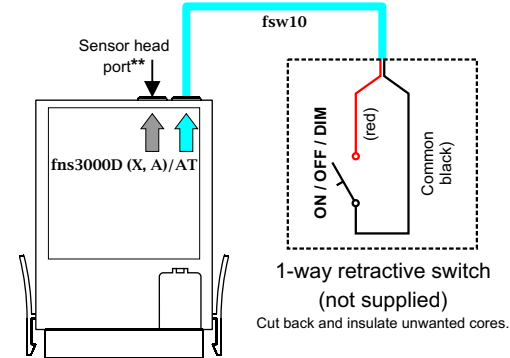 fsw10
Sensor head
port**
fns3000D (X, A)/AT
ON / OFF / DIM
(red)
Common
black)
1-way retractive switch
(not supplied)
Cut back and insulate unwanted cores.